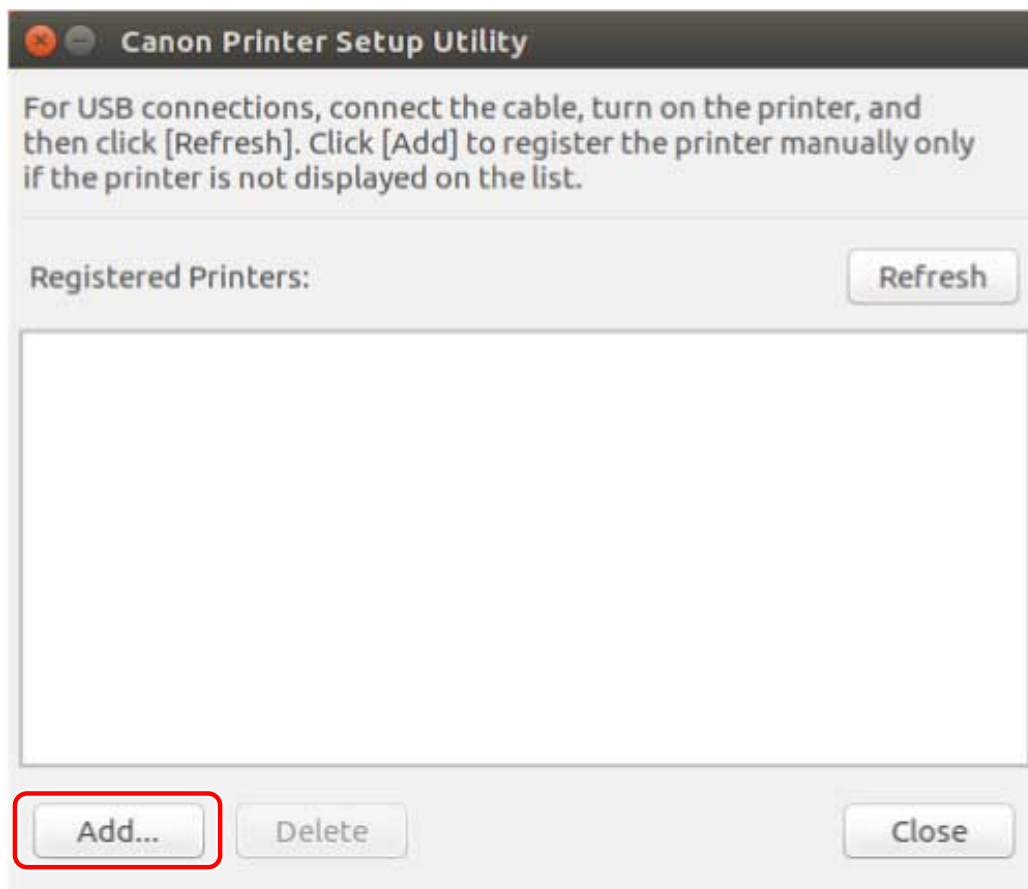 Canon Printer Setup Utility
For USB connections, connect the cable, turn on the printer, and
then click [Refresh]. Click [Add] to register the printer manually only
if the printer is not displayed on the list.
Registered Printers:
Refresh
Add...
Delete
Close